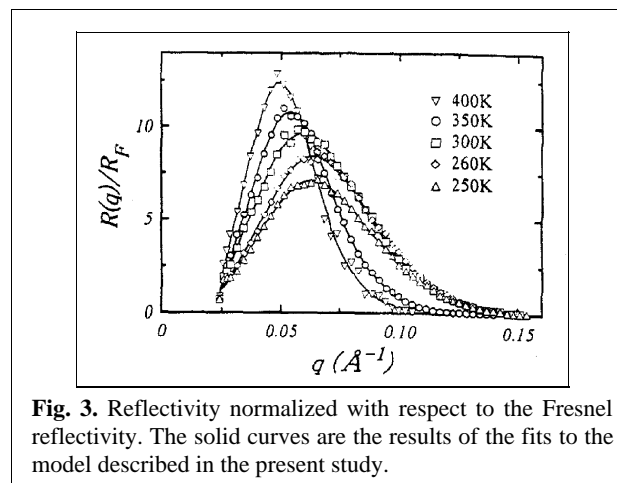 10
5
0
R(q)/R_F
▽ 400K
○ 350K
□ 300K
◇ 260K
△ 250K
0 0.05 0.10 0.15
q (Å⁻¹)
Fig. 3. Reflectivity normalized with respect to the Fresnel
reflectivity. The solid curves are the results of the fits to the
model described in the present study.